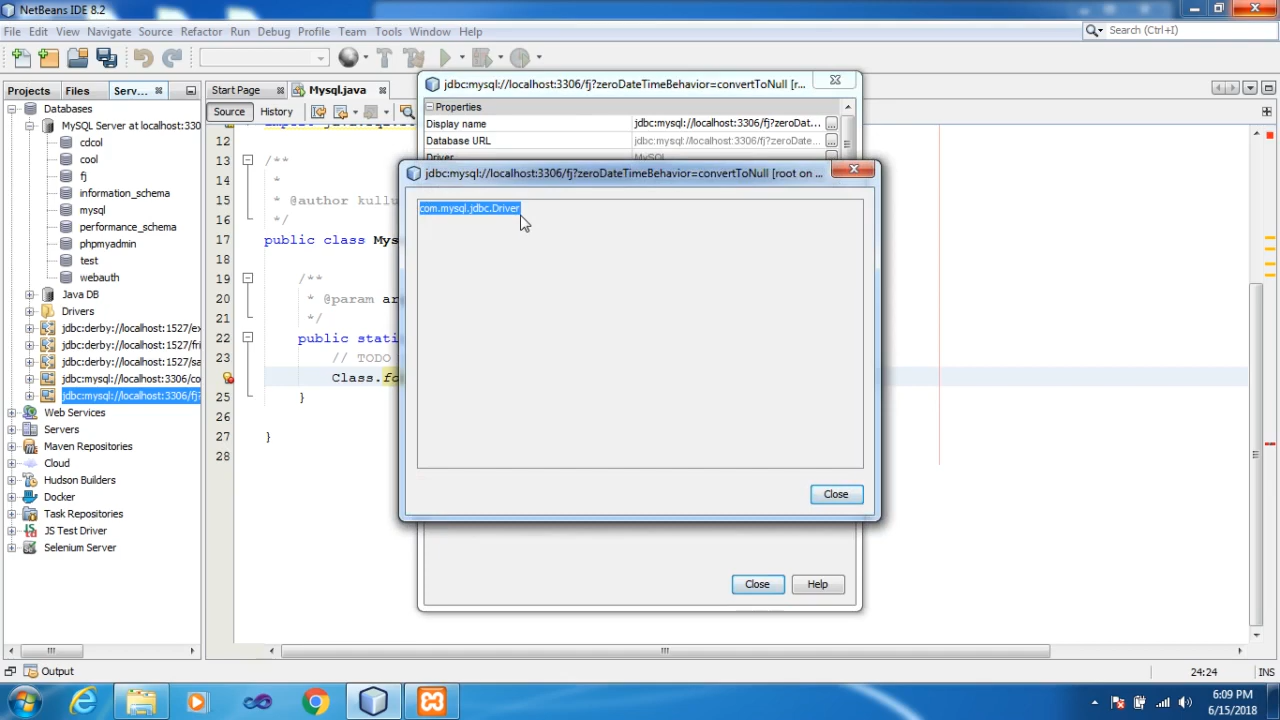 NetBeans IDE 8.2
File Edit View Navigate Source Refactor Run Debug Profile Team Tools Window Help
Search (Ctrl+I)
Projects Files Serv...
Start Page Mysql.java
Source History
Databases
MySQL Server at localhost:330
cdcol
cool
fj
information_schema
mysql
performance_schema
phpmyadmin
test
webauth
Java DB
Drivers
jdbc:derby://localhost:1527/ex
jdbc:derby://localhost:1527/fri
jdbc:derby://localhost:1527/sa
jdbc:mysql://localhost:3306/co
jdbc:mysql://localhost:3306/fj?
Web Services
Servers
Maven Repositories
Cloud
Hudson Builders
Docker
Task Repositories
JS Test Driver
Selenium Server
12
13 /**
14 *
15 * @author kullu
16 */
17 public class Mys
18
19 /**
20 * @param ar
21 */
22 public stati
23 // TODO
Class.fo
25 }
26
27 }
28
jdbc:mysql://localhost:3306/fj?zeroDateTimeBehavior=convertToNull [r...
Properties
Display name jdbc:mysql://localhost:3306/fj?zeroDat... ...
Database URL jdbc:mysql://localhost:3306/fj?zeroDate... ...
Driver MySQL
jdbc:mysql://localhost:3306/fj?zeroDateTimeBehavior=convertToNull [root on ...
com.mysql.jdbc.Driver
Close
Close Help
Output
24:24 INS
6:09 PM
6/15/2018